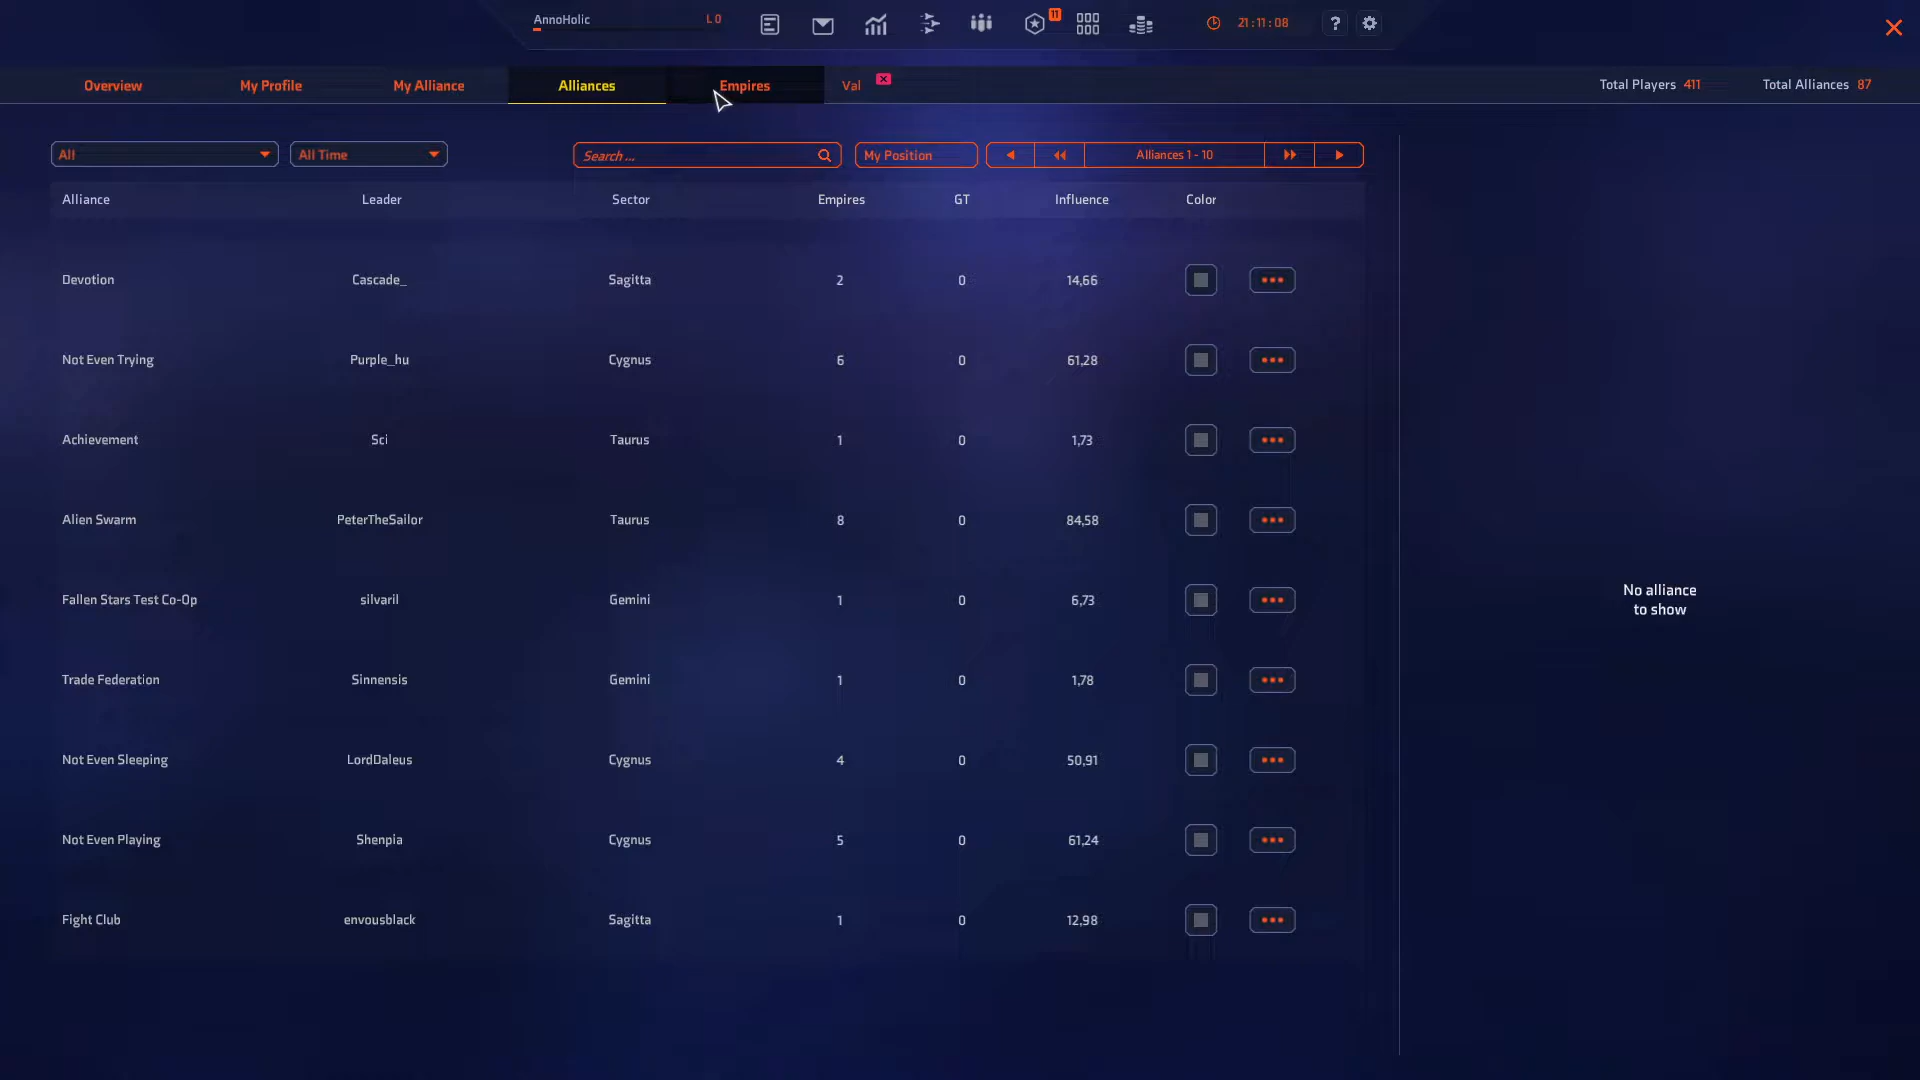 AnnoHolic L 0 11 21:11:08 ?
Overview My Profile My Alliance Alliances Empires Val Total Players 411 Total Alliances 87
All All Time Search ... My Position Alliances 1 - 10
Alliance Leader Sector Empires GT Influence Color
Devotion Cascade_ Sagitta 2 0 14,66
Not Even Trying Purple_hu Cygnus 6 0 61,28
Achievement Sci Taurus 1 0 1,73
Alien Swarm PeterTheSailor Taurus 8 0 84,58
Fallen Stars Test Co-Op silvaril Gemini 1 0 6,73
Trade Federation Sinnensis Gemini 1 0 1,78
Not Even Sleeping LordDaleus Cygnus 4 0 50,91
Not Even Playing Shenpia Cygnus 5 0 61,24
Fight Club envousblack Sagitta 1 0 12,98
No alliance
to show